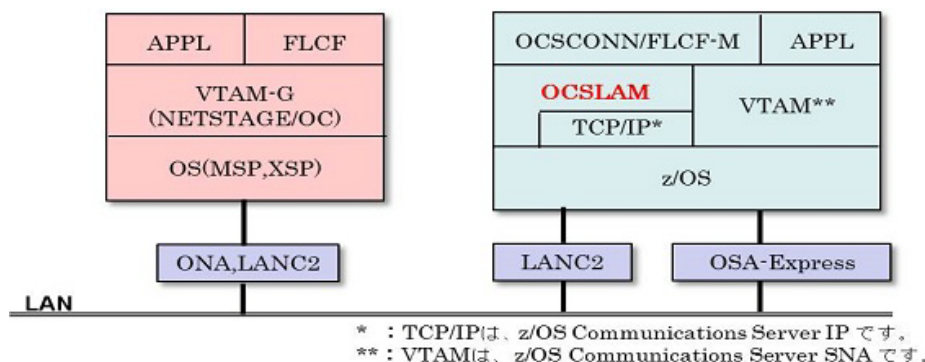 APPL FLCF
VTAM-G
(NETSTAGE/OC)
OS(MSP,XSP)
OCSCONN/FLCF-M APPL
OCSLAM
TCP/IP*
VTAM**
z/OS
ONA,LANC2
LANC2
OSA-Express
LAN
* : TCP/IPは、z/OS Communications Server IP です。
** : VTAMは、z/OS Communications Server SNA です。